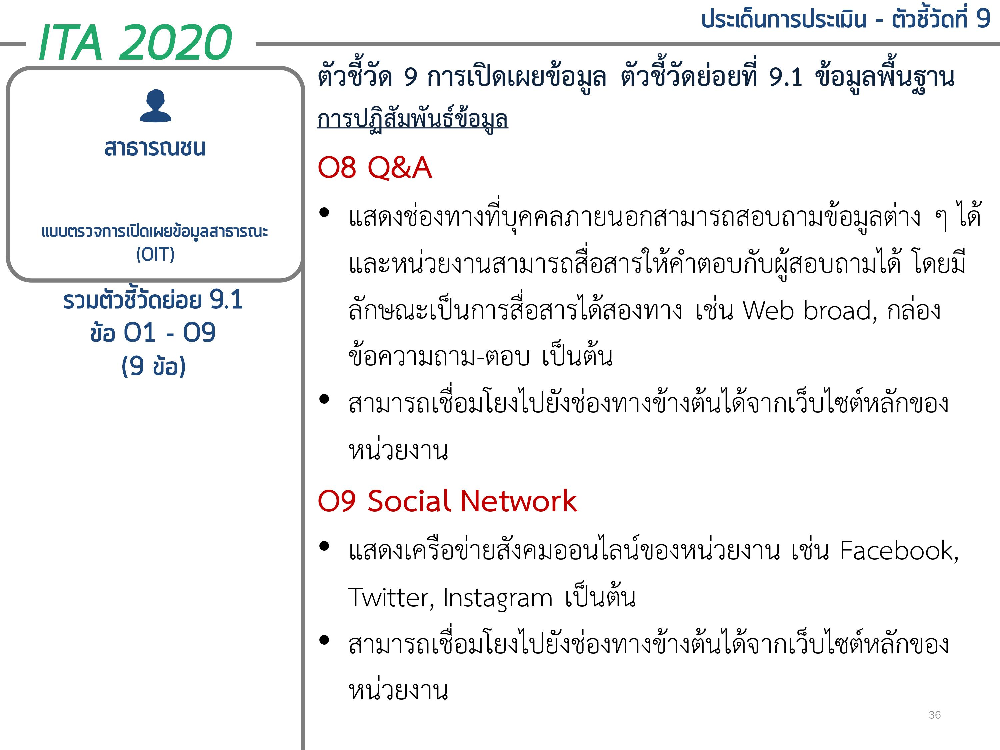 ประเด็นการประเมิน - ตัวชี้วัดที่ 9
ITA 2020
สาธารณชน
แบบตรวจการเปิดเผยข้อมูลสาธารณะ
(OIT)
รวมตัวชี้วัดย่อย 9.1
ข้อ O1 - O9
(9 ข้อ)
ตัวชี้วัด 9 การเปิดเผยข้อมูล ตัวชี้วัดย่อยที่ 9.1 ข้อมูลพื้นฐาน
การปฏิสัมพันธ์ข้อมูล
O8 Q&A
• แสดงช่องทางที่บุคคลภายนอกสามารถสอบถามข้อมูลต่าง ๆ ได้
และหน่วยงานสามารถสื่อสารให้คำตอบกับผู้สอบถามได้ โดยมี
ลักษณะเป็นการสื่อสารได้สองทาง เช่น Web broad, กล่อง
ข้อความถาม-ตอบ เป็นต้น
• สามารถเชื่อมโยงไปยังช่องทางข้างต้นได้จากเว็บไซต์หลักของ
หน่วยงาน
O9 Social Network
• แสดงเครือข่ายสังคมออนไลน์ของหน่วยงาน เช่น Facebook,
Twitter, Instagram เป็นต้น
• สามารถเชื่อมโยงไปยังช่องทางข้างต้นได้จากเว็บไซต์หลักของ
หน่วยงาน
36